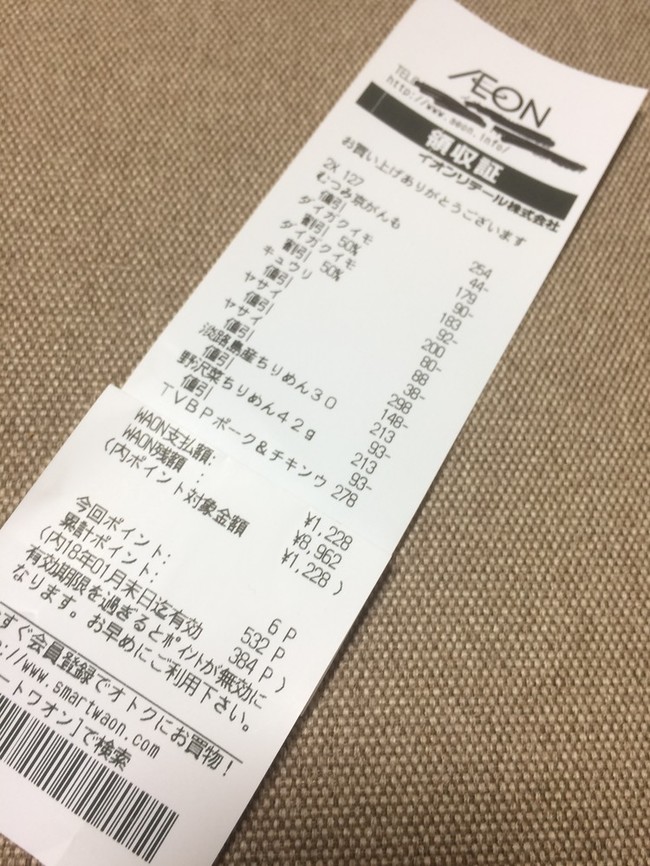 ÆON
TEL
http://www.aeon.info/
領収証
イオンリテール株式会社
お買い上げありがとうございます
2X 127
むつみ京がんも 254
値引 44-
ダイガクイモ 179
割引 50% 90-
ダイガクイモ 183
割引 50% 92-
キュウリ 200
値引 80-
ヤサイ 88
値引 38-
ヤサイ 298
値引 148-
淡路島産ちりめん30 213
値引 93-
野沢菜ちりめん42g 213
値引 93-
TVBPポーク&チキンウ 278
WAON支払額: ¥1,228
WAON残額 : ¥8,962
(内ポイント対象金額 ¥1,228 )
今回ポイント: 6 P
累計ポイント: 532 P
(内18年01月末日迄有効 384 P )
有効期限を過ぎるとポイントが無効に
なります。お早めにご利用下さい。
すぐ会員登録でオトクにお買物!
://www.smartwaon.com
ートワオン]で検索